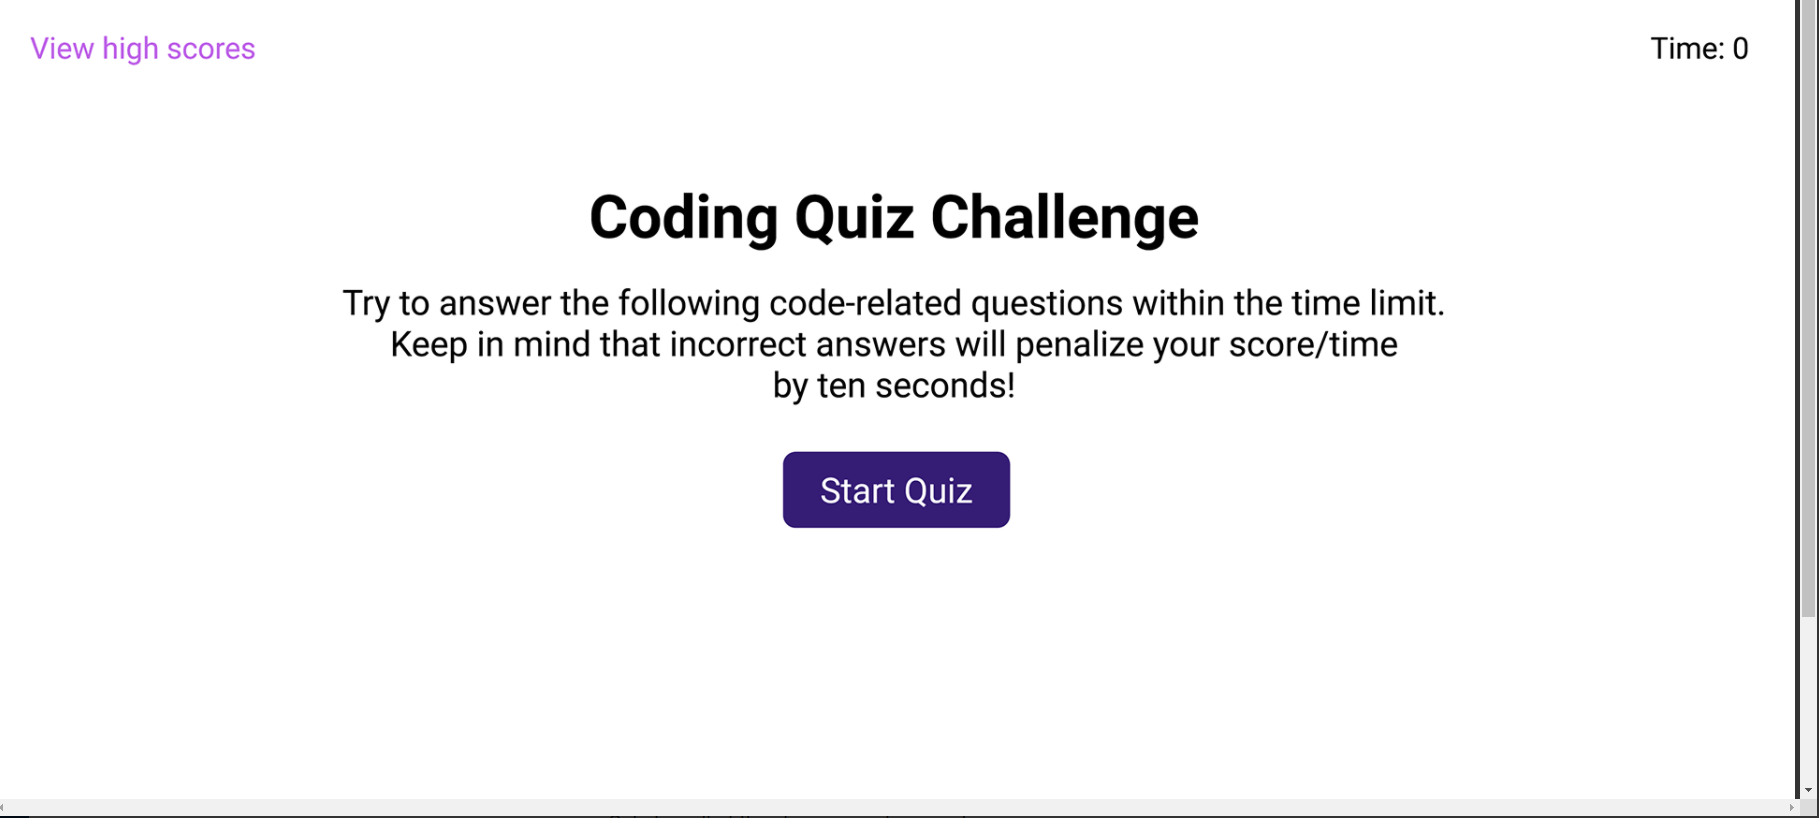 View high scores
Time: 0
Coding Quiz Challenge
Try to answer the following code-related questions within the time limit.
Keep in mind that incorrect answers will penalize your score/time
by ten seconds!
Start Quiz